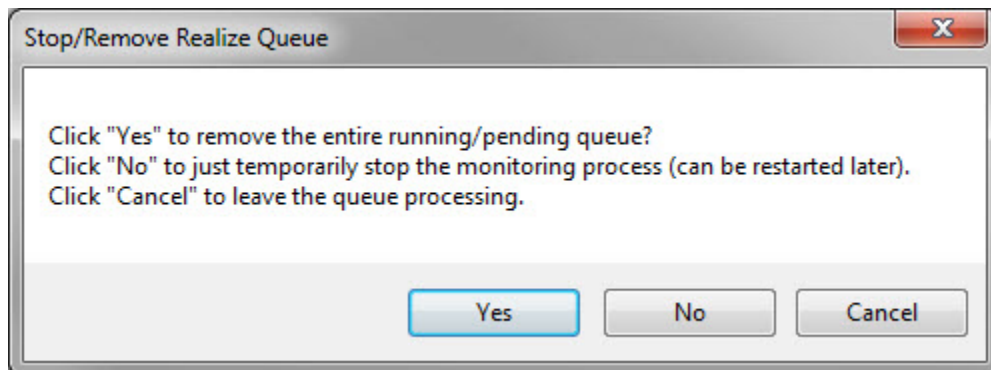 Stop/Remove Realize Queue
Click "Yes" to remove the entire running/pending queue?
Click "No" to just temporarily stop the monitoring process (can be restarted later).
Click "Cancel" to leave the queue processing.
Yes No Cancel